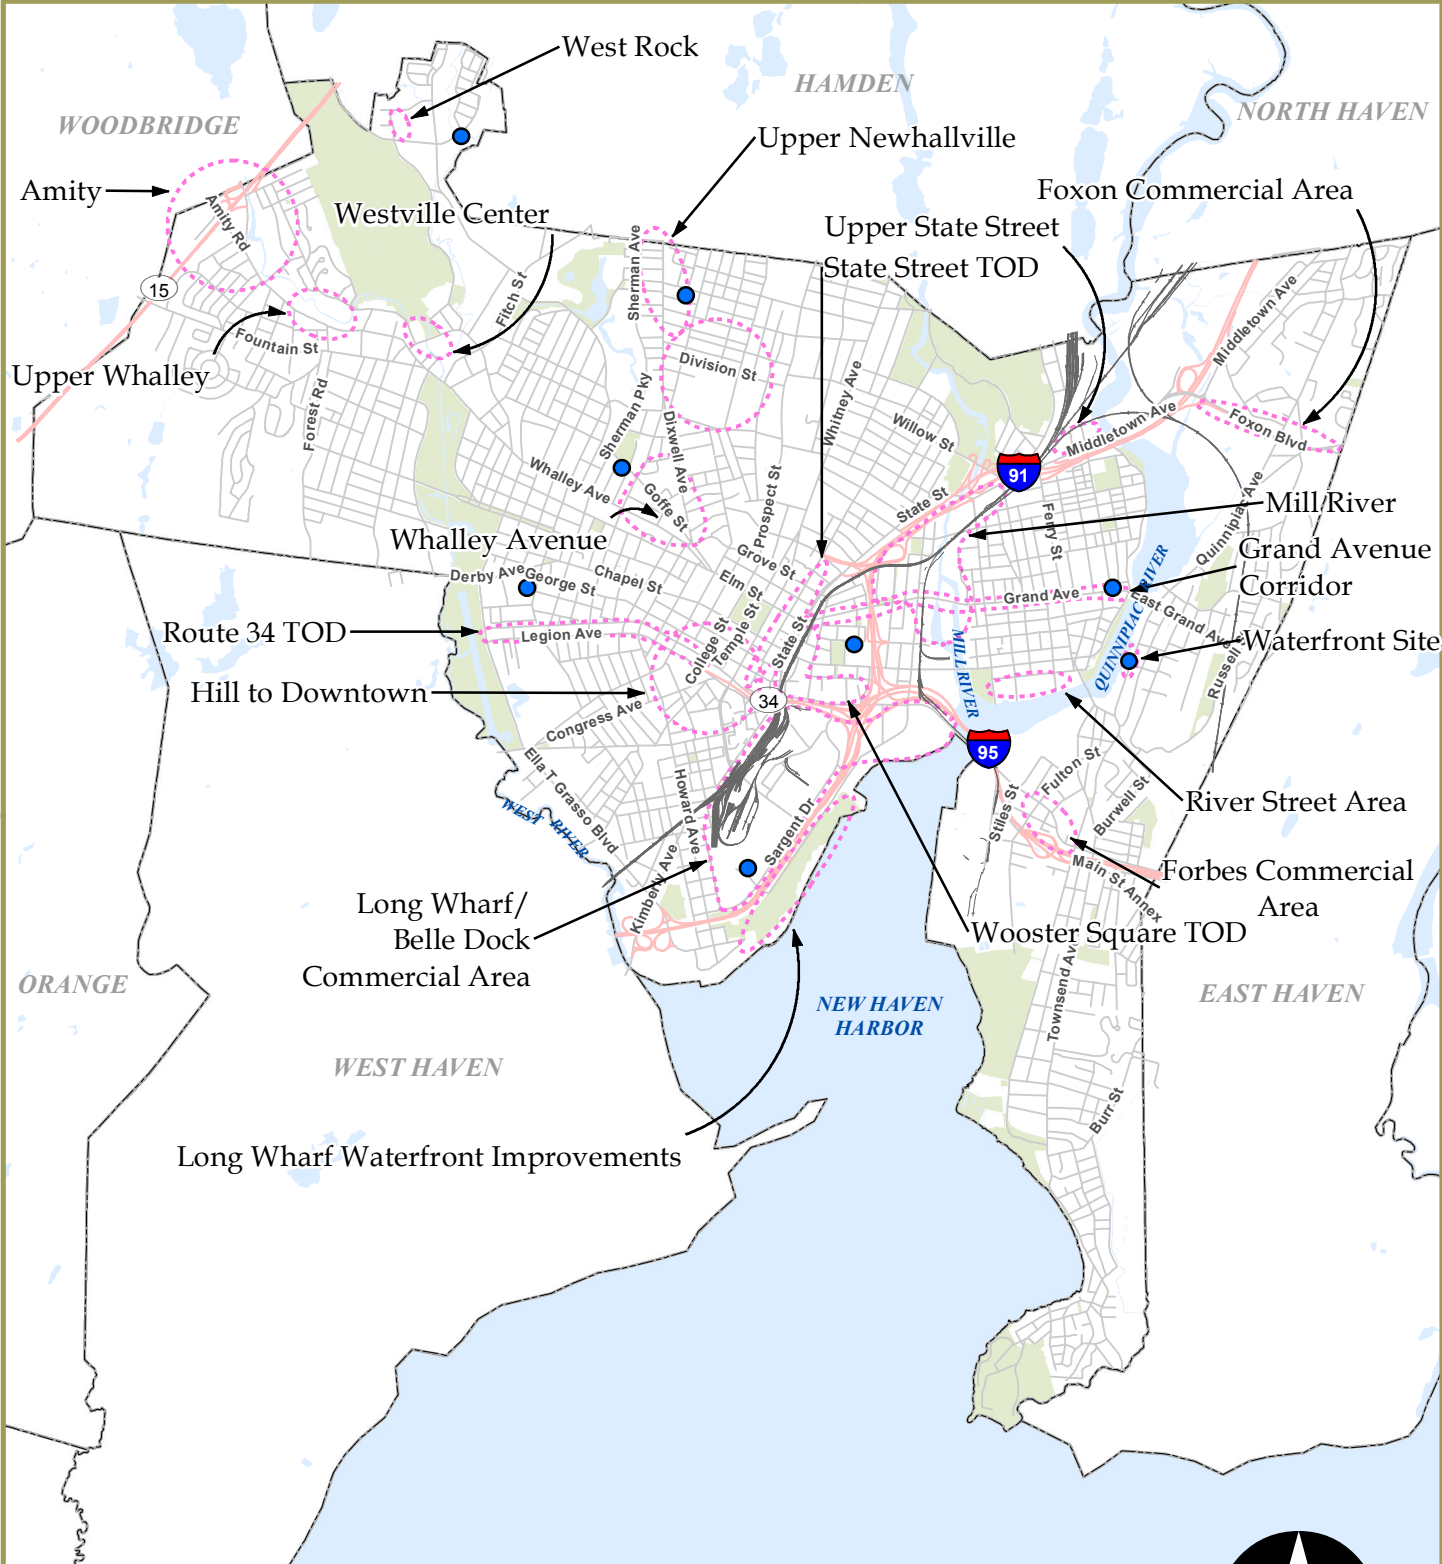 West Rock
HAMDEN
WOODBRIDGE
NORTH HAVEN
Upper Newhallville
Amity
Foxon Commercial Area
Westville Center
Upper State Street
State Street TOD
Amity Rd
Sherman Ave
15
Fitch St
Middletown Ave
Fountain St
Upper Whalley
Division St
Forest Rd
Whitney Ave
Sherman Pky
Dixwell Ave
Willow St
Middletown Ave
Foxon Blvd
Whalley Ave
Goffe St
Prospect St
State St
91
Ferry St
Quinnipiac Ave
Mill River
Whalley Avenue
Grove St
Grand Avenue
Corridor
Derby Ave
George St
Chapel St
Elm St
Grand Ave
East Grand Ave
QUINNIPIAC RIVER
Route 34 TOD
Legion Ave
College St
Temple St
State St
MILL RIVER
Waterfront Site
Russell
Hill to Downtown
34
Congress Ave
95
Ella T Grasso Blvd
Fulton St
Howard Ave
Stiles St
Burwell St
River Street Area
WEST RIVER
Sargent Dr
Kimberly Ave
Main St Annex
Forbes Commercial
Area
Long Wharf/
Belle Dock
Commercial Area
Wooster Square TOD
Townsend Av
ORANGE
NEW HAVEN
HARBOR
EAST HAVEN
WEST HAVEN
Burr St
Long Wharf Waterfront Improvements